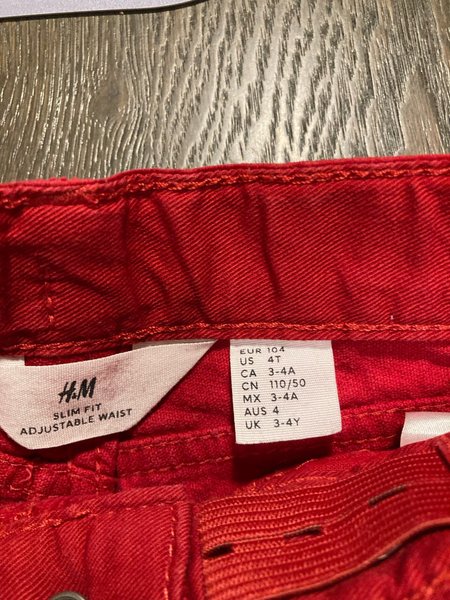 H&M
SLIM FIT
ADJUSTABLE WAIST
EUR 104
US 4T
CA 3-4A
CN 110/50
MX 3-4A
AUS 4
UK 3-4Y